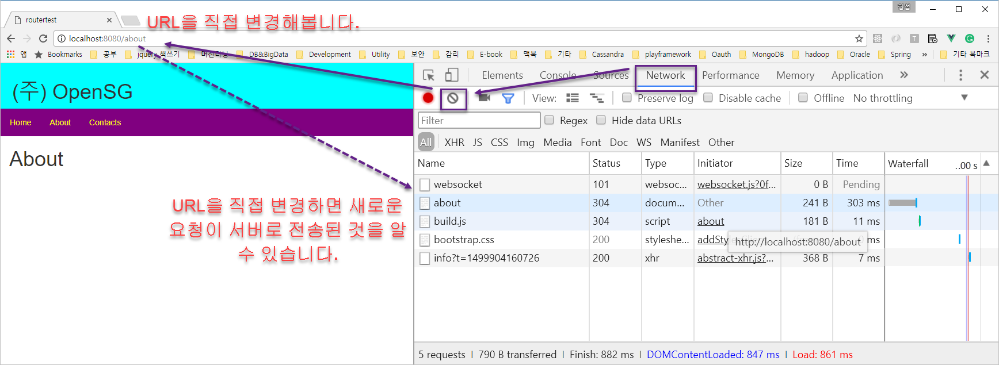 형섭
routertest
URL을 직접 변경해봅니다.
localhost:8080/about
앱 Bookmarks 공부 jquery 책쓰기 머신러닝 DB&BigData Development Utility 보안 감리 E-book 맥북 기타 Cassandra playframework Oauth MongoDB hadoop Oracle Spring » 기타 북마크
(주) OpenSG
Home About Contacts
About
URL을 직접 변경하면 새로운
요청이 서버로 전송된 것을 알
수 있습니다.
Elements Console Sources Network Performance Memory Application »
View: Preserve log Disable cache Offline No throttling
Filter Regex Hide data URLs
All XHR JS CSS Img Media Font Doc WS Manifest Other
Name Status Type Initiator Size Time Waterfall ..00 s
websocket 101 websoc... websocket.js?0f... 0 B Pending
about 304 docum... Other 241 B 303 ms
build.js 304 script about 181 B 11 ms
bootstrap.css 200 styleshe... ms
http://localhost:8080/about
info?t=1499904160726 200 xhr abstract-xhr.js?... 368 B 7 ms
5 requests | 790 B transferred | Finish: 882 ms | DOMContentLoaded: 847 ms | Load: 861 ms